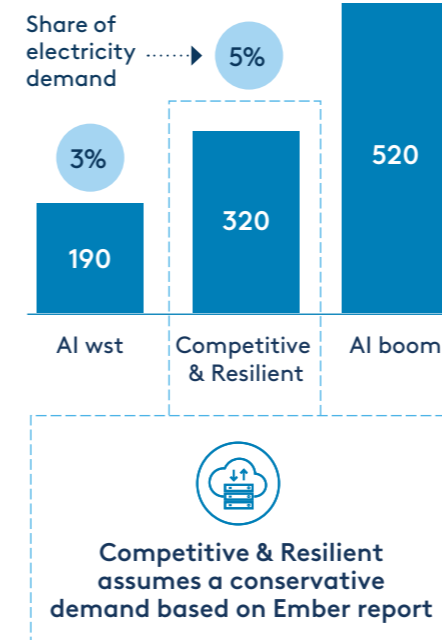 Share of
electricity
demand
5%
3%
520
320
190
AI wst
Competitive
& Resilient
AI boom
Competitive & Resilient
assumes a conservative
demand based on Ember report